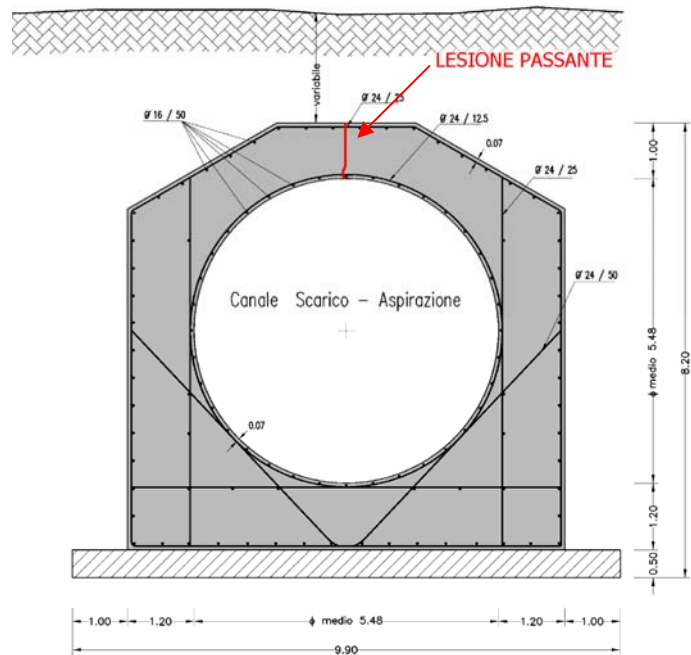 LESIONE PASSANTE
variabile
Ø 24 / 25
Ø 16 / 50
Ø 24 / 12.5
0.07
1.00
Ø 24 / 25
Ø 24 / 50
Canale Scarico – Aspirazione
ϕ medio 5.48
8.20
0.07
1.20
0.50
1.00
1.20
ϕ medio 5.48
1.20
1.00
9.90